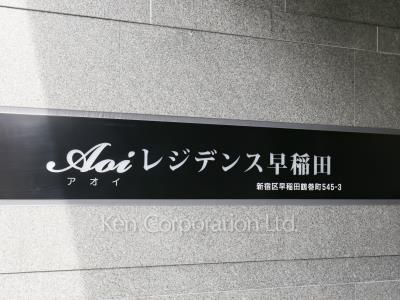 Aoiレジデンス早稲田
アオイ
新宿区早稲田鶴巻町545-3
Ken Corporation Ltd.